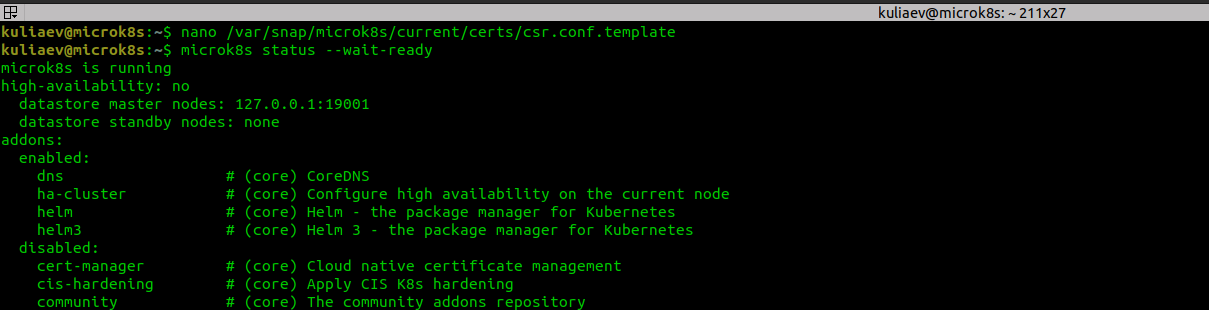 kuliaev@microk8s: ~ 211x27
kuliaev@microk8s:~$ nano /var/snap/microk8s/current/certs/csr.conf.template
kuliaev@microk8s:~$ microk8s status --wait-ready
microk8s is running
high-availability: no
  datastore master nodes: 127.0.0.1:19001
  datastore standby nodes: none
addons:
  enabled:
    dns                  # (core) CoreDNS
    ha-cluster           # (core) Configure high availability on the current node
    helm                 # (core) Helm - the package manager for Kubernetes
    helm3                # (core) Helm 3 - the package manager for Kubernetes
  disabled:
    cert-manager         # (core) Cloud native certificate management
    cis-hardening        # (core) Apply CIS K8s hardening
    community            # (core) The community addons repository